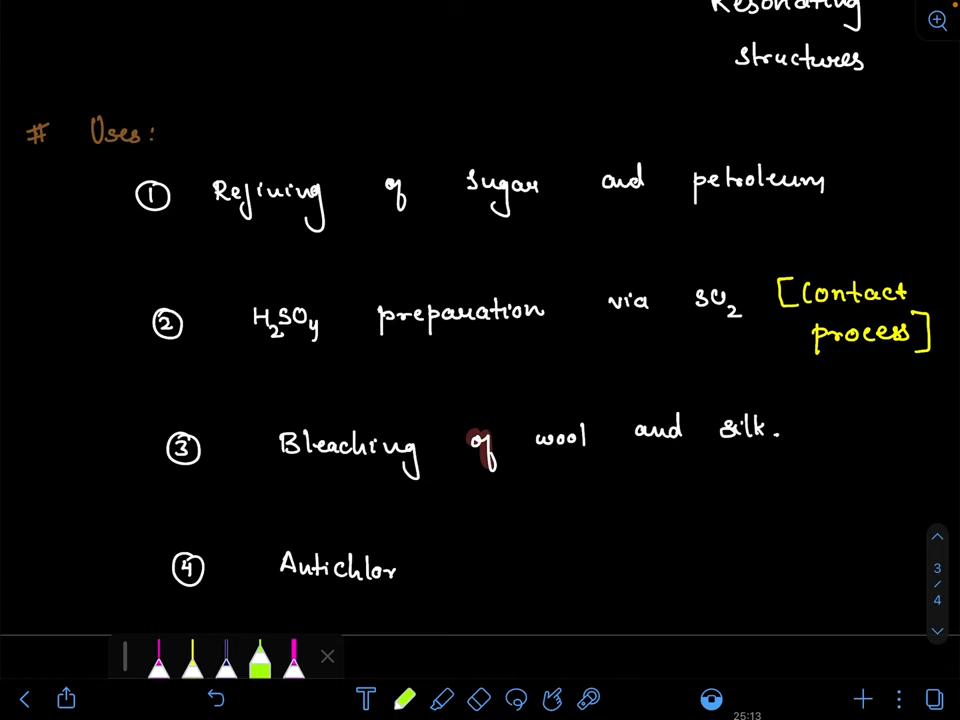 Resonating
Structures
# Uses:
① Refining of Sugar and petroleum
② H₂SO₄ preparation via SO₂ [Contact
process]
③ Bleaching of wool and silk.
④ Antichlor
3
/
4
T
25:13